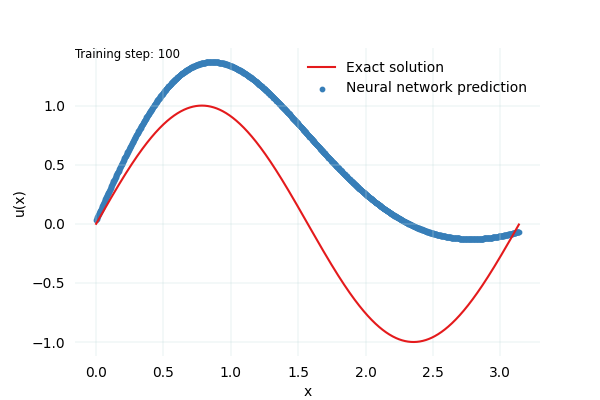 Training step: 100
Exact solution
Neural network prediction
u(x)
1.0
0.5
0.0
−0.5
−1.0
0.0 0.5 1.0 1.5 2.0 2.5 3.0
x